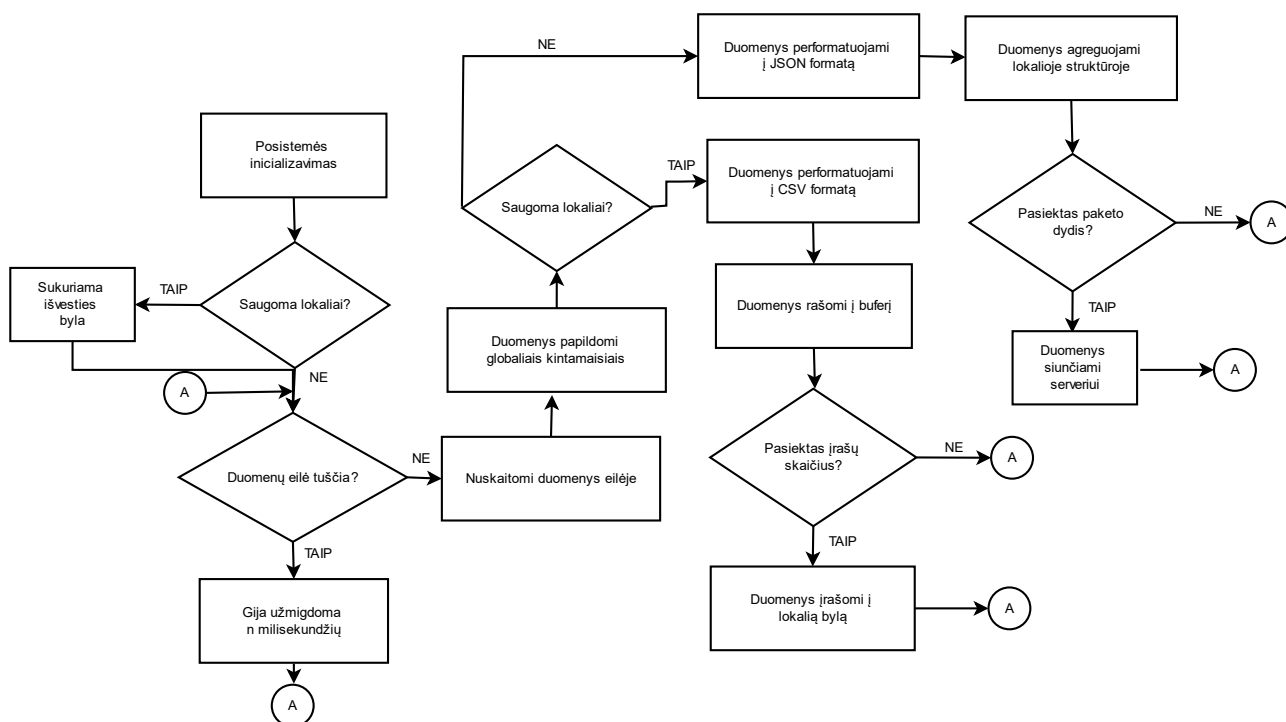 Posistemės
inicializavimas
Saugoma lokaliai?
TAIP
Sukuriama
išvesties
byla
NE
A
Duomenų eilė tuščia?
TAIP
Gija užmigdoma
n milisekundžių
A
NE
Nuskaitomi duomenys eilėje
Duomenys papildomi
globaliais kintamaisiais
Saugoma lokaliai?
NE
Duomenys performatuojami
į JSON formatą
Duomenys agreguojami
lokalioje struktūroje
Pasiektas paketo
dydis?
NE
A
TAIP
Duomenys
siunčiami
serveriui
A
TAIP
Duomenys performatuojami
į CSV formatą
Duomenys rašomi į buferį
Pasiektas įrašų
skaičius?
NE
A
TAIP
Duomenys įrašomi į
lokalią bylą
A